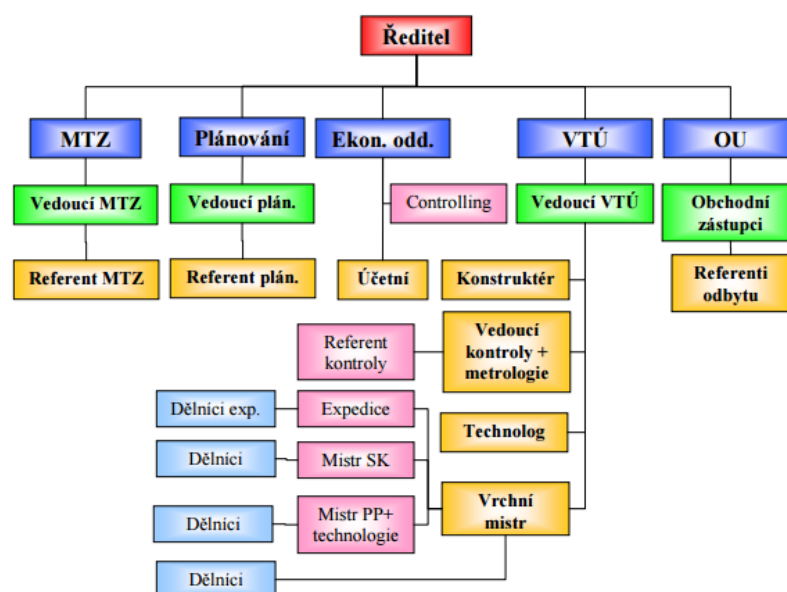 Ředitel
MTZ
Plánování
Ekon. odd.
VTÚ
OU
Vedoucí MTZ
Vedoucí plán.
Controlling
Vedoucí VTÚ
Obchodní
zástupci
Referent MTZ
Referent plán.
Účetní
Konstruktér
Referenti
odbytu
Referent
kontroly
Vedoucí
kontroly +
metrologie
Dělníci exp.
Expedice
Technolog
Dělníci
Mistr SK
Dělníci
Mistr PP+
technologie
Vrchní
mistr
Dělníci